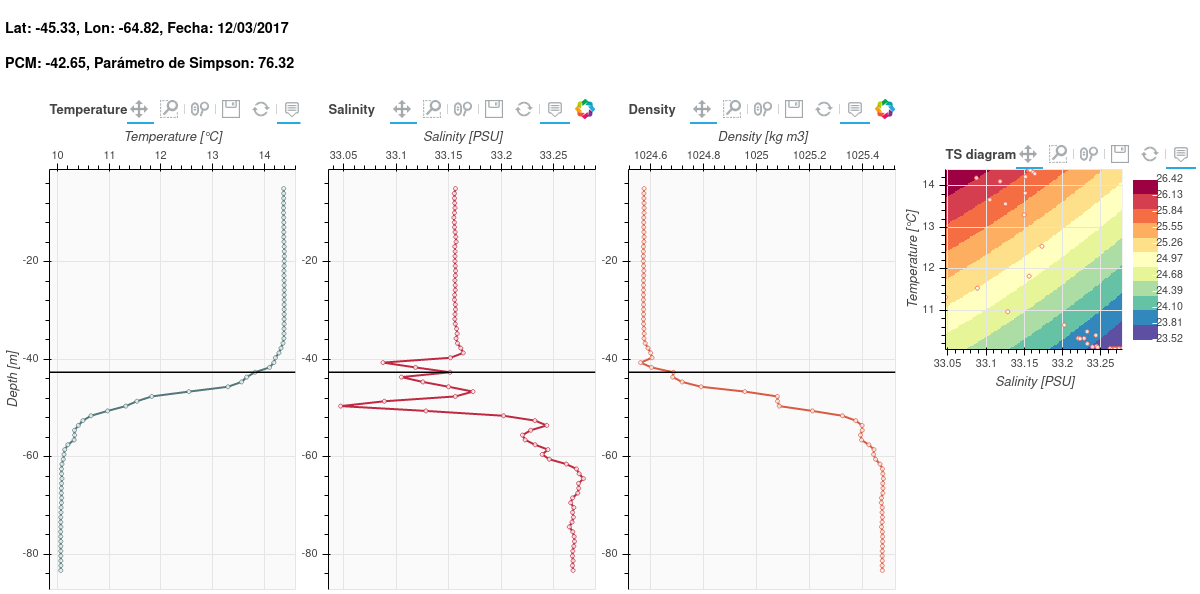 Lat: -45.33, Lon: -64.82, Fecha: 12/03/2017
PCM: -42.65, Parámetro de Simpson: 76.32
Temperature
Temperature [°C]
10 11 12 13 14
Depth [m]
-20
-40
-60
-80
Salinity
Salinity [PSU]
33.05 33.1 33.15 33.2 33.25
-20
-40
-60
-80
Density
Density [kg m3]
1024.6 1024.8 1025 1025.2 1025.4
-20
-40
-60
-80
TS diagram
Temperature [°C]
14
13
12
11
33.05 33.1 33.15 33.2 33.25
Salinity [PSU]
26.42
26.13
25.84
25.55
25.26
24.97
24.68
24.39
24.10
23.81
23.52